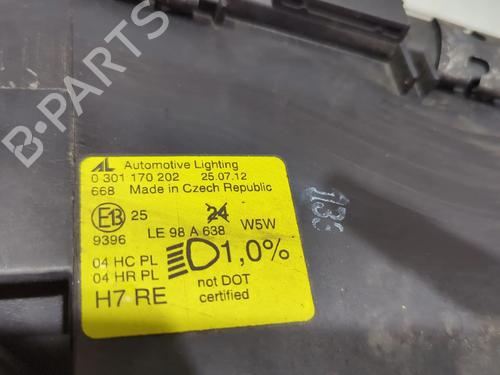 B-PARTS
AL Automotive Lighting
0 301 170 202 25.07.12
668 Made in Czech Republic
E13 25 24
9396 LE 98 A 638 W5W
04 HC PL
04 HR PL
1,0%
H7 RE
not DOT
certified